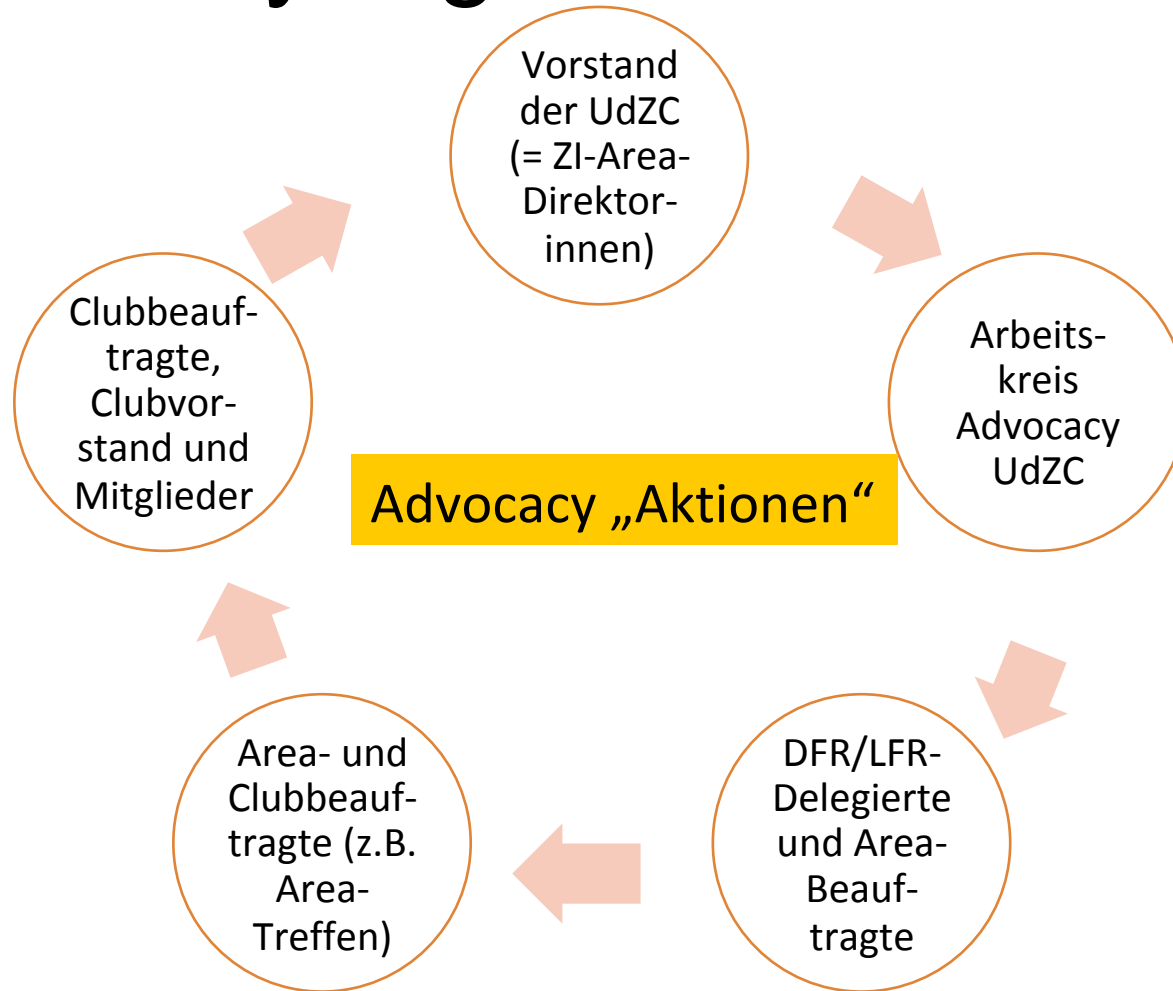 Vorstand
der UdZC
(= ZI-Area-
Direktor-
innen)
Arbeits-
kreis
Advocacy
UdZC
DFR/LFR-
Delegierte
und Area-
Beauf-
tragte
Area- und
Clubbeauf-
tragte (z.B.
Area-
Treffen)
Clubbeauf-
tragte,
Clubvor-
stand und
Mitglieder
Advocacy „Aktionen“